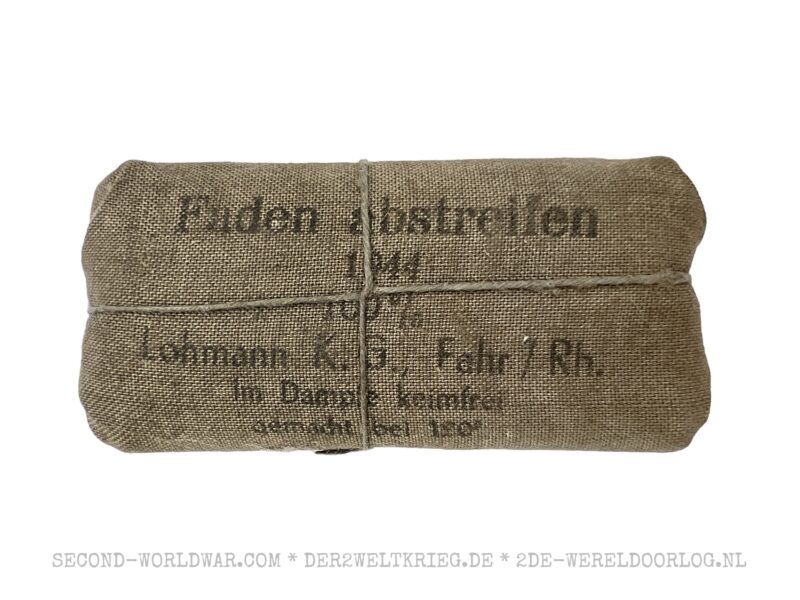 Faden abstreifen
1944
100%
Lohmann K. G., Fahr / Rh.
Im Dampfe keimfrei
gemacht bei
SECOND-WORLDWAR.COM * DER2WELTKRIEG.DE * 2DE-WERELDOORLOG.NL